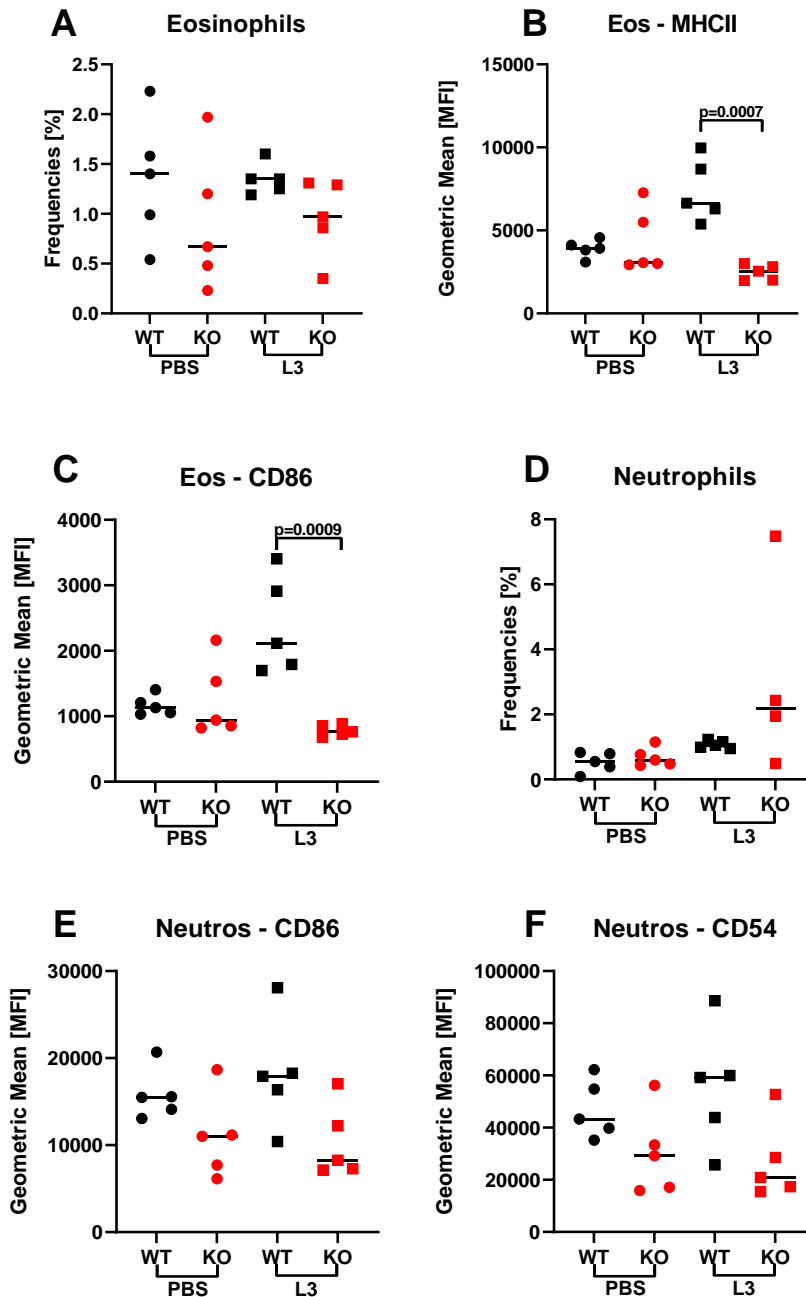 A
Eosinophils
Frequencies [%]
2.5
2.0
1.5
1.0
0.5
0.0
WT KO WT KO
PBS L3
B
Eos - MHCII
Geometric Mean [MFI]
15000
10000
5000
0
p=0.0007
WT KO WT KO
PBS L3
C
Eos - CD86
Geometric Mean [MFI]
4000
3000
2000
1000
0
p=0.0009
WT KO WT KO
PBS L3
D
Neutrophils
Frequencies [%]
8
6
4
2
0
WT KO WT KO
PBS L3
E
Neutros - CD86
Geometric Mean [MFI]
30000
20000
10000
0
WT KO WT KO
PBS L3
F
Neutros - CD54
Geometric Mean [MFI]
100000
80000
60000
40000
20000
0
WT KO WT KO
PBS L3